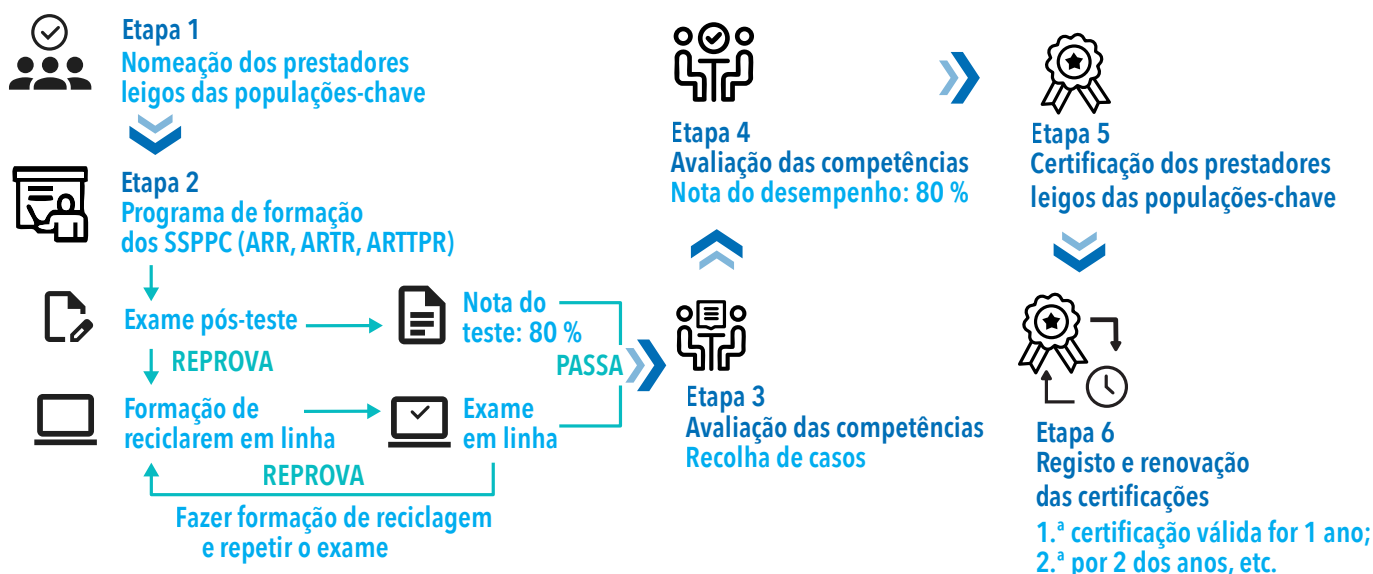 Etapa 1
Nomeação dos prestadores
leigos das populações-chave
Etapa 2
Programa de formação
dos SSPPC (ARR, ARTR, ARTTPR)
Exame pós-teste
Nota do
teste: 80 %
REPROVA
PASSA
Formação de
reciclarem em linha
Exame
em linha
REPROVA
Fazer formação de reciclagem
e repetir o exame
Etapa 3
Avaliação das competências
Recolha de casos
Etapa 4
Avaliação das competências
Nota do desempenho: 80 %
Etapa 5
Certificação dos prestadores
leigos das populações-chave
Etapa 6
Registo e renovação
das certificações
1.ª certificação válida for 1 ano;
2.ª por 2 dos anos, etc.